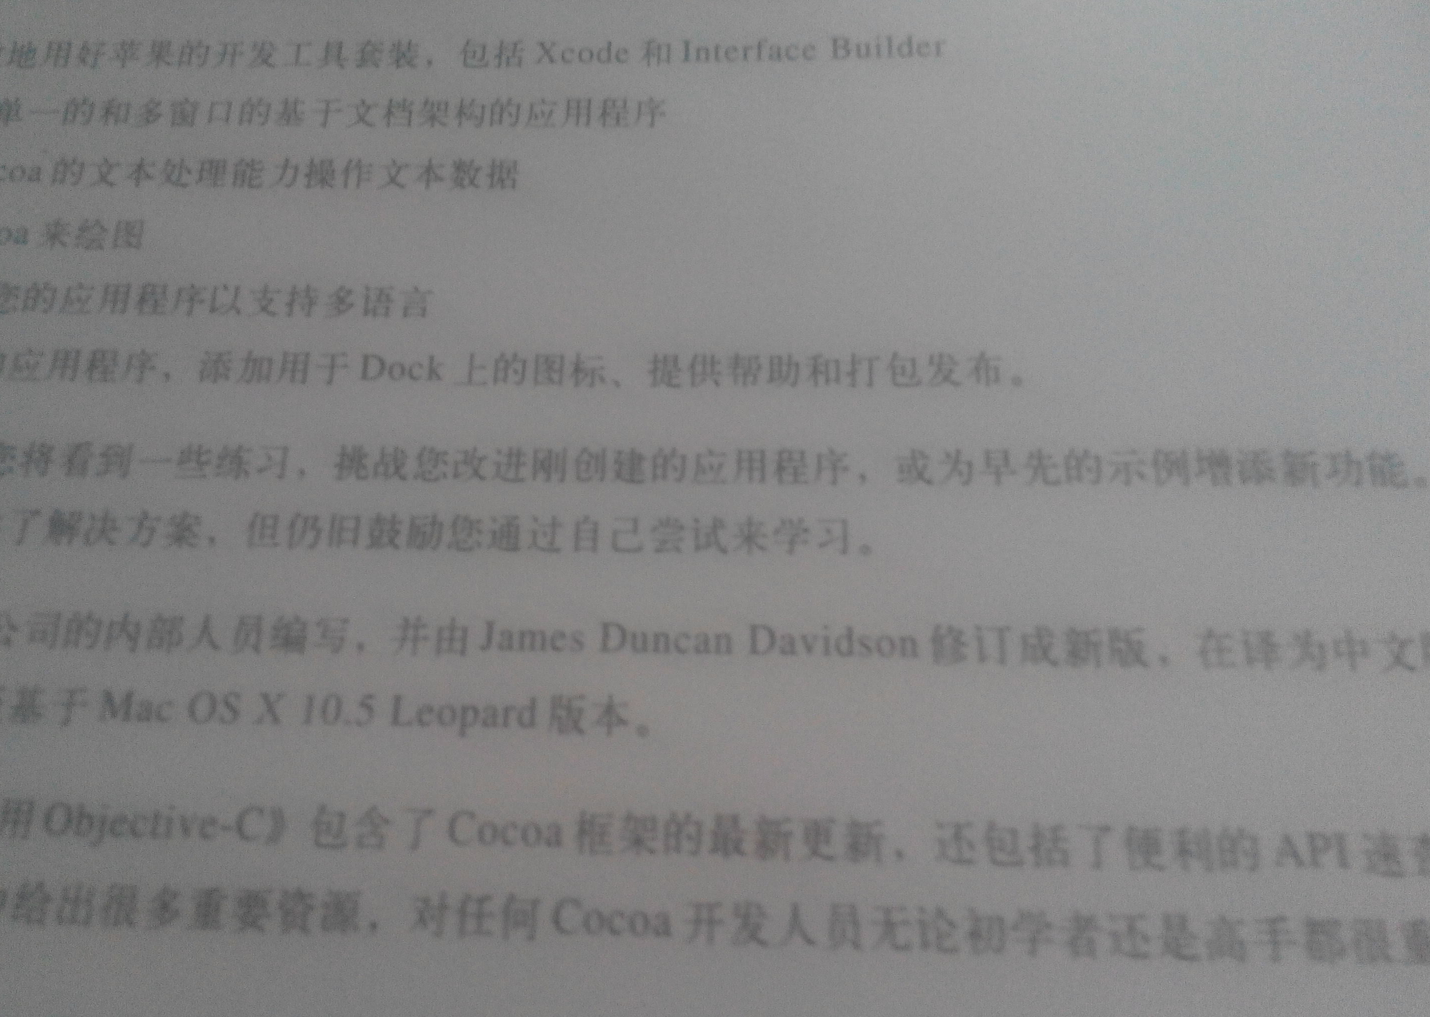 地用好苹果的开发工具套装，包括 Xcode 和 Interface Builder
单一的和多窗口的基于文档架构的应用程序
coa 的文本处理能力操作文本数据
oa 来绘图
您的应用程序以支持多语言
应用程序，添加用于 Dock 上的图标、提供帮助和打包发布。
您将看到一些练习，挑战您改进刚创建的应用程序，或为早先的示例增添新功能。
了解决方案，但仍旧鼓励您通过自己尝试来学习。
公司的内部人员编写，并由 James Duncan Davidson 修订成新版，在译为中文
基于 Mac OS X 10.5 Leopard 版本。
用 Objective-C》包含了 Cocoa 框架的最新更新，还包括了便利的 API 速查
给出很多重要资源，对任何 Cocoa 开发人员无论初学者还是高手都很重